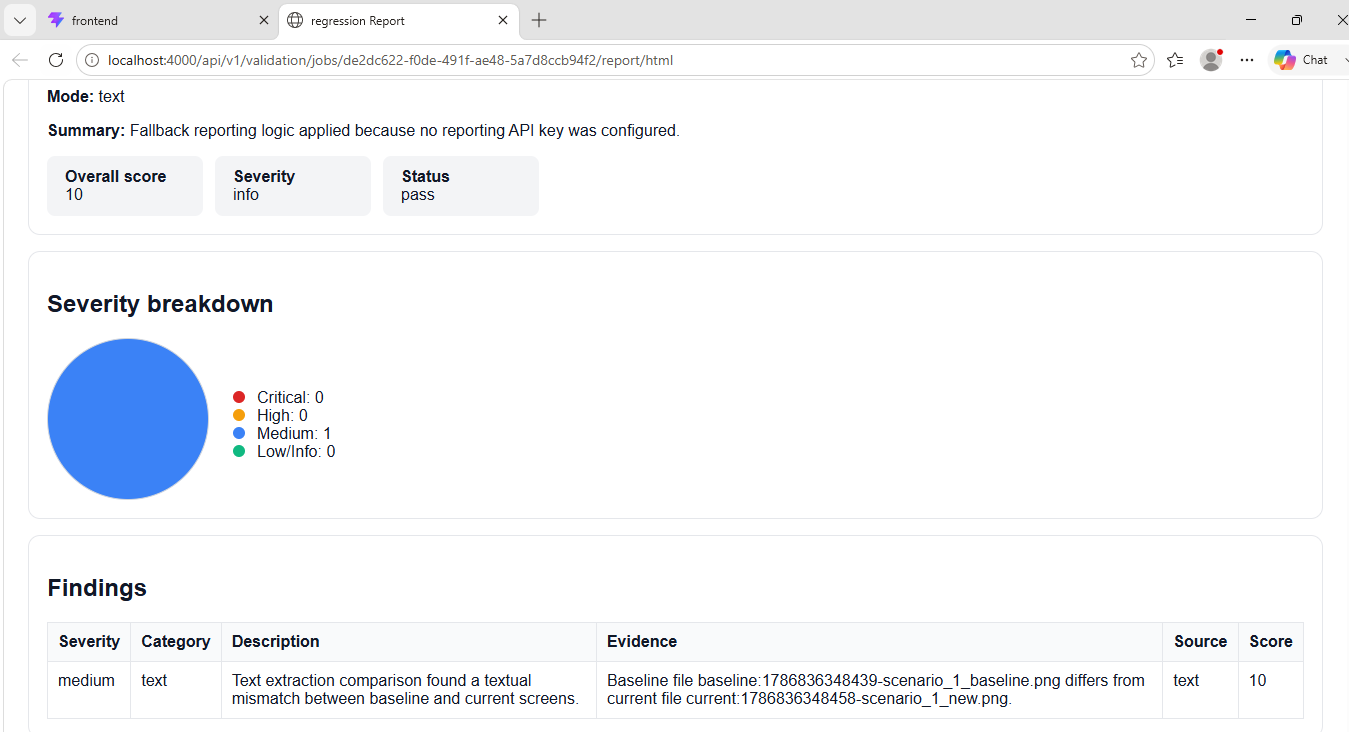 frontend
regression Report
localhost:4000/api/v1/validation/jobs/de2dc622-f0de-491f-ae48-5a7d8ccb94f2/report/html
Chat
Mode: text
Summary: Fallback reporting logic applied because no reporting API key was configured.
Overall score
10
Severity
info
Status
pass
Severity breakdown
Critical: 0
High: 0
Medium: 1
Low/Info: 0
Findings
Severity Category Description Evidence Source Score
medium text Text extraction comparison found a textual Baseline file baseline:1786836348439-scenario_1_baseline.png differs from text 10
mismatch between baseline and current screens. current file current:1786836348458-scenario_1_new.png.